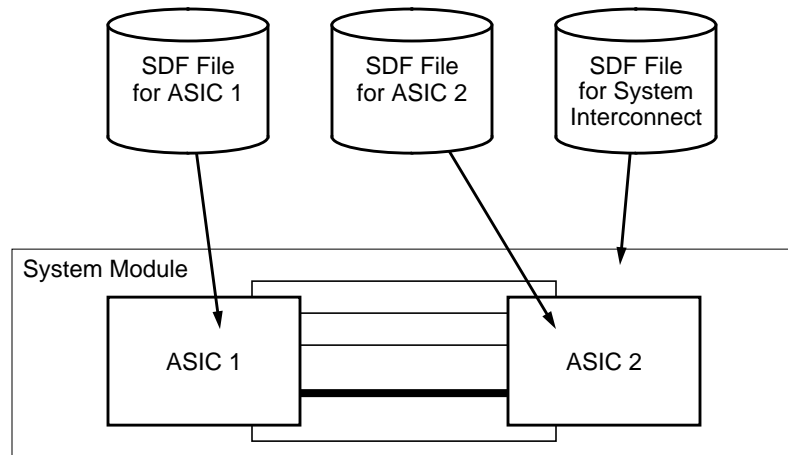 SDF File
for ASIC 1
SDF File
for ASIC 2
SDF File
for System
Interconnect
System Module
ASIC 1
ASIC 2